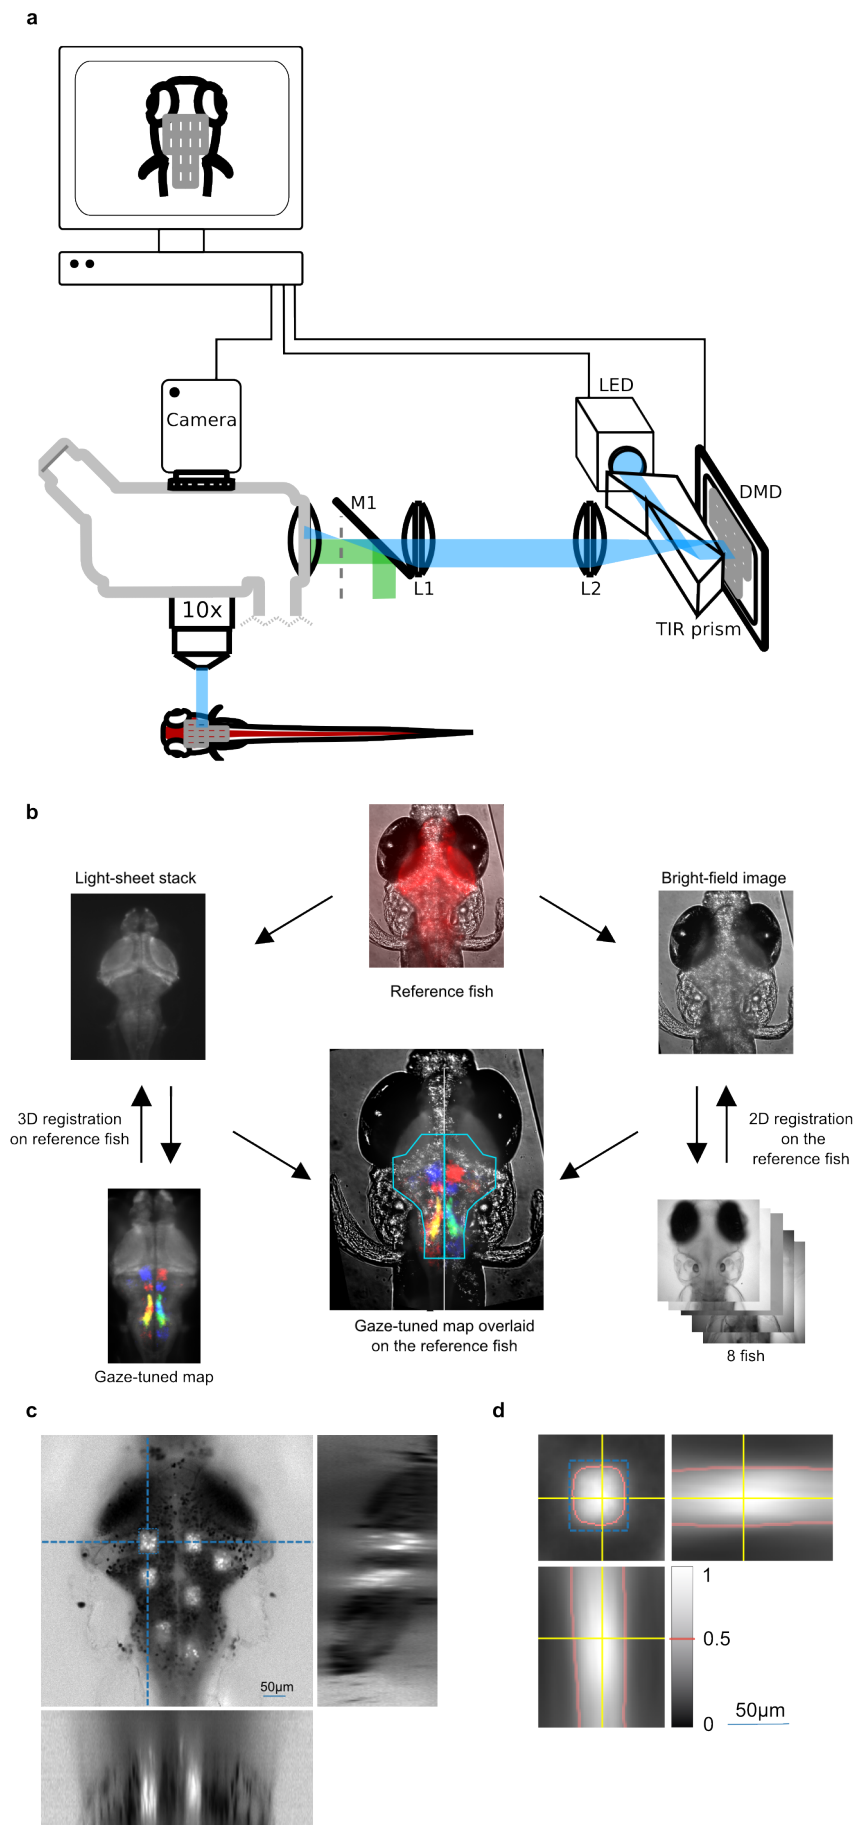 a
Camera
LED
DMD
M1
L1
L2
10x
TIR prism
b
Light-sheet stack
Bright-field image
Reference fish
3D registration
on reference fish
2D registration
on the
reference fish
Gaze-tuned map overlaid
on the reference fish
8 fish
Gaze-tuned map
c
50µm
d
1
0.5
0
50µm